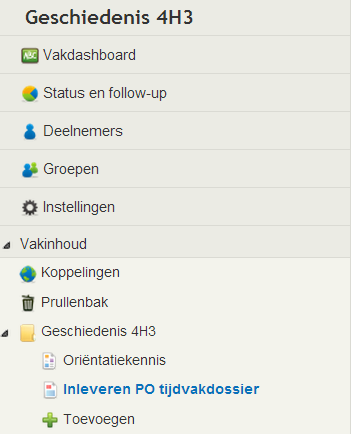 Geschiedenis 4H3
ABC
Vakdashboard
Status en follow-up
Deelnemers
Groepen
Instellingen
Vakinhoud
Koppelingen
Prullenbak
Geschiedenis 4H3
Oriëntatiekennis
Inleveren PO tijdvakdossier
Toevoegen